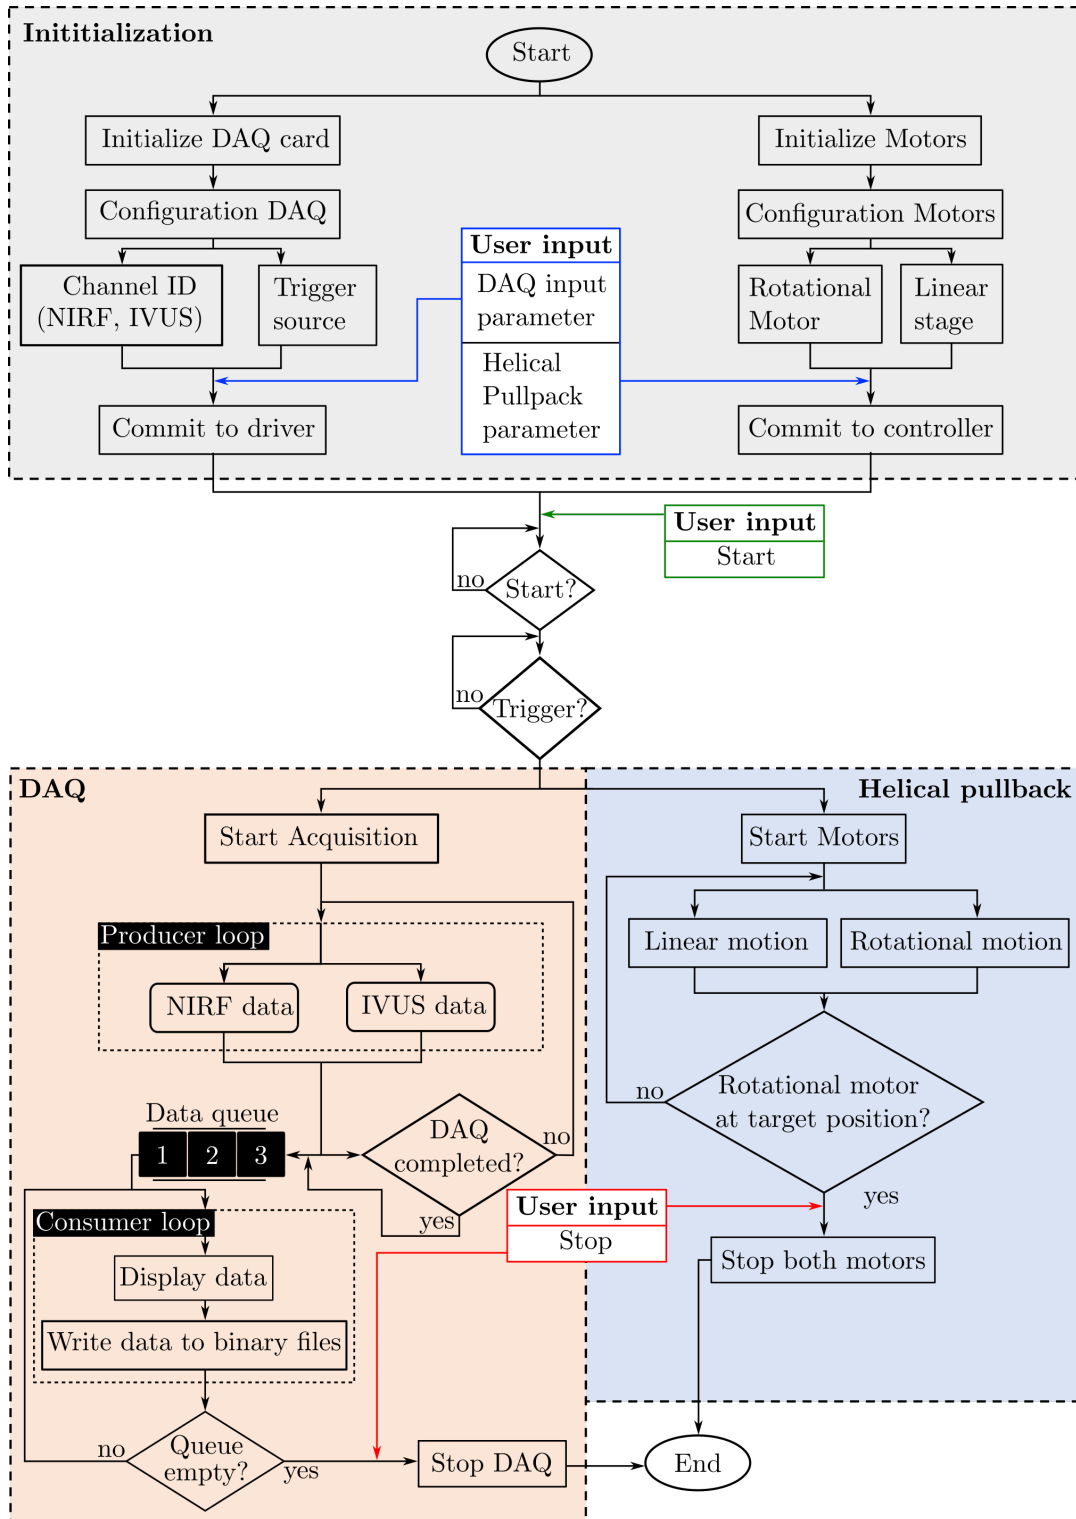 Inititialization
Start
Initialize DAQ card
Initialize Motors
Configuration DAQ
Configuration Motors
User input
DAQ input
parameter
Helical
Pullpack
parameter
Channel ID
(NIRF, IVUS)
Trigger
source
Rotational
Motor
Linear
stage
Commit to driver
Commit to controller
User input
Start
no
Start?
no
Trigger?
DAQ
Start Acquisition
Producer loop
NIRF data
IVUS data
Data queue
1 2 3
DAQ
completed?
no
yes
Consumer loop
Display data
Write data to binary files
no
Queue
empty?
yes
Stop DAQ
User input
Stop
Helical pullback
Start Motors
Linear motion
Rotational motion
no
Rotational motor
at target position?
yes
Stop both motors
End